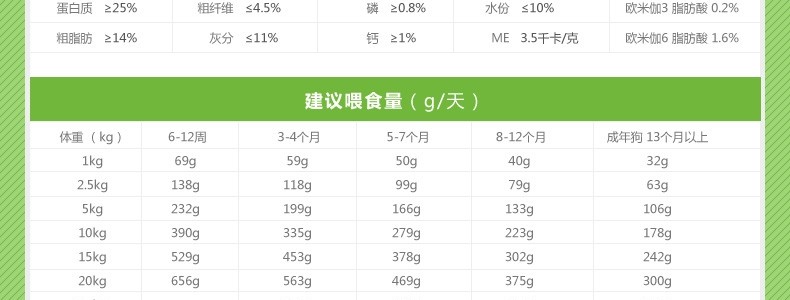 蛋白质 ≥25% 粗纤维 ≤4.5% 磷 ≥0.8% 水份 ≤10% 欧米伽3 脂肪酸 0.2%
粗脂肪 ≥14% 灰分 ≤11% 钙 ≥1% ME 3.5千卡/克 欧米伽6 脂肪酸 1.6%
建议喂食量（g/天）
体重（kg） 6-12周 3-4个月 5-7个月 8-12个月 成年狗 13个月以上
1kg 69g 59g 50g 40g 32g
2.5kg 138g 118g 99g 79g 63g
5kg 232g 199g 166g 133g 106g
10kg 390g 335g 279g 223g 178g
15kg 529g 453g 378g 302g 242g
20kg 656g 563g 469g 375g 300g